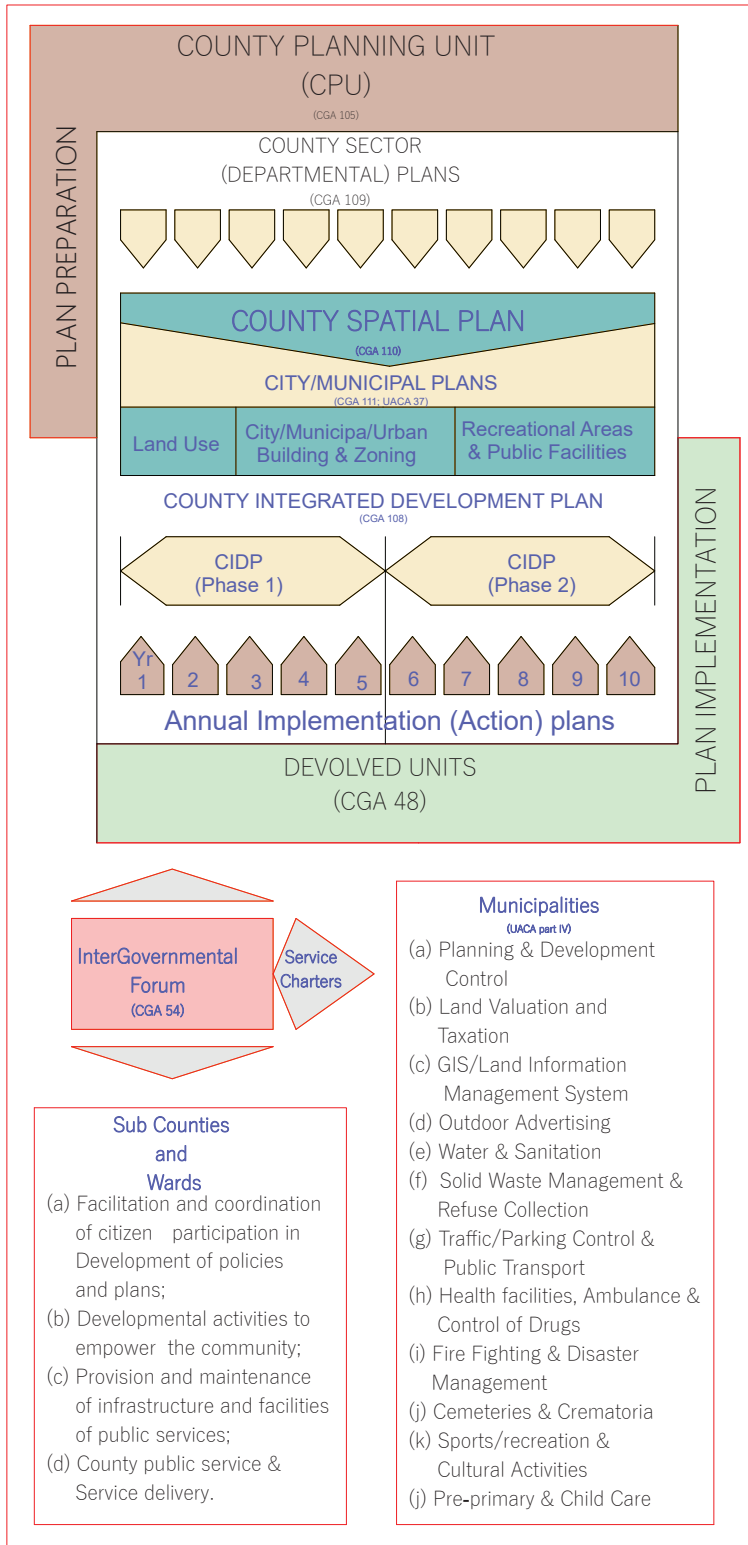 COUNTY PLANNING UNIT
(CPU)
(CGA 105)
PLAN PREPARATION
COUNTY SECTOR
(DEPARTMENTAL) PLANS
(CGA 109)
COUNTY SPATIAL PLAN
(CGA 110)
CITY/MUNICIPAL PLANS
(CGA 111; UACA 37)
Land Use
City/Municipa/Urban
Building & Zoning
Recreational Areas
& Public Facilities
COUNTY INTEGRATED DEVELOPMENT PLAN
(CGA 108)
CIDP
(Phase 1)
CIDP
(Phase 2)
Yr
1 2 3 4 5 6 7 8 9 10
Annual Implementation (Action) plans
PLAN IMPLEMENTATION
DEVOLVED UNITS
(CGA 48)
InterGovernmental
Forum
(CGA 54)
Service
Charters
Sub Counties
and
Wards
(a) Facilitation and coordination
of citizen participation in
Development of policies
and plans;
(b) Developmental activities to
empower the community;
(c) Provision and maintenance
of infrastructure and facilities
of public services;
(d) County public service &
Service delivery.
Municipalities
(UACA part IV)
(a) Planning & Development
Control
(b) Land Valuation and
Taxation
(c) GIS/Land Information
Management System
(d) Outdoor Advertising
(e) Water & Sanitation
(f) Solid Waste Management &
Refuse Collection
(g) Traffic/Parking Control &
Public Transport
(h) Health facilities, Ambulance &
Control of Drugs
(i) Fire Fighting & Disaster
Management
(j) Cemeteries & Crematoria
(k) Sports/recreation &
Cultural Activities
(j) Pre-primary & Child Care